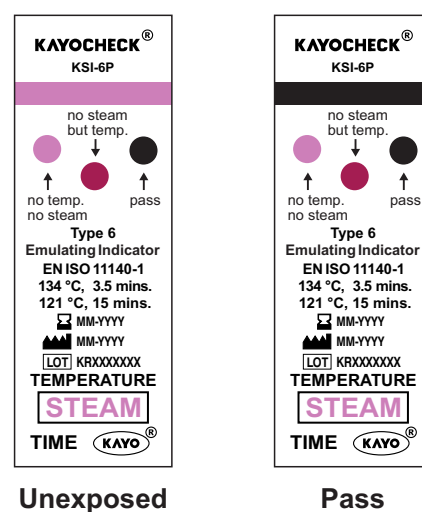 KAYOCHECK®
KSI-6P
no steam
but temp.
no temp.
no steam
pass
Type 6
Emulating Indicator
EN ISO 11140-1
134 °C, 3.5 mins.
121 °C, 15 mins.
MM-YYYY
MM-YYYY
LOT KRXXXXXXX
TEMPERATURE
STEAM
TIME KAYO®
Unexposed
KAYOCHECK®
KSI-6P
no steam
but temp.
no temp.
no steam
pass
Type 6
Emulating Indicator
EN ISO 11140-1
134 °C, 3.5 mins.
121 °C, 15 mins.
MM-YYYY
MM-YYYY
LOT KRXXXXXXX
TEMPERATURE
STEAM
TIME KAYO®
Pass